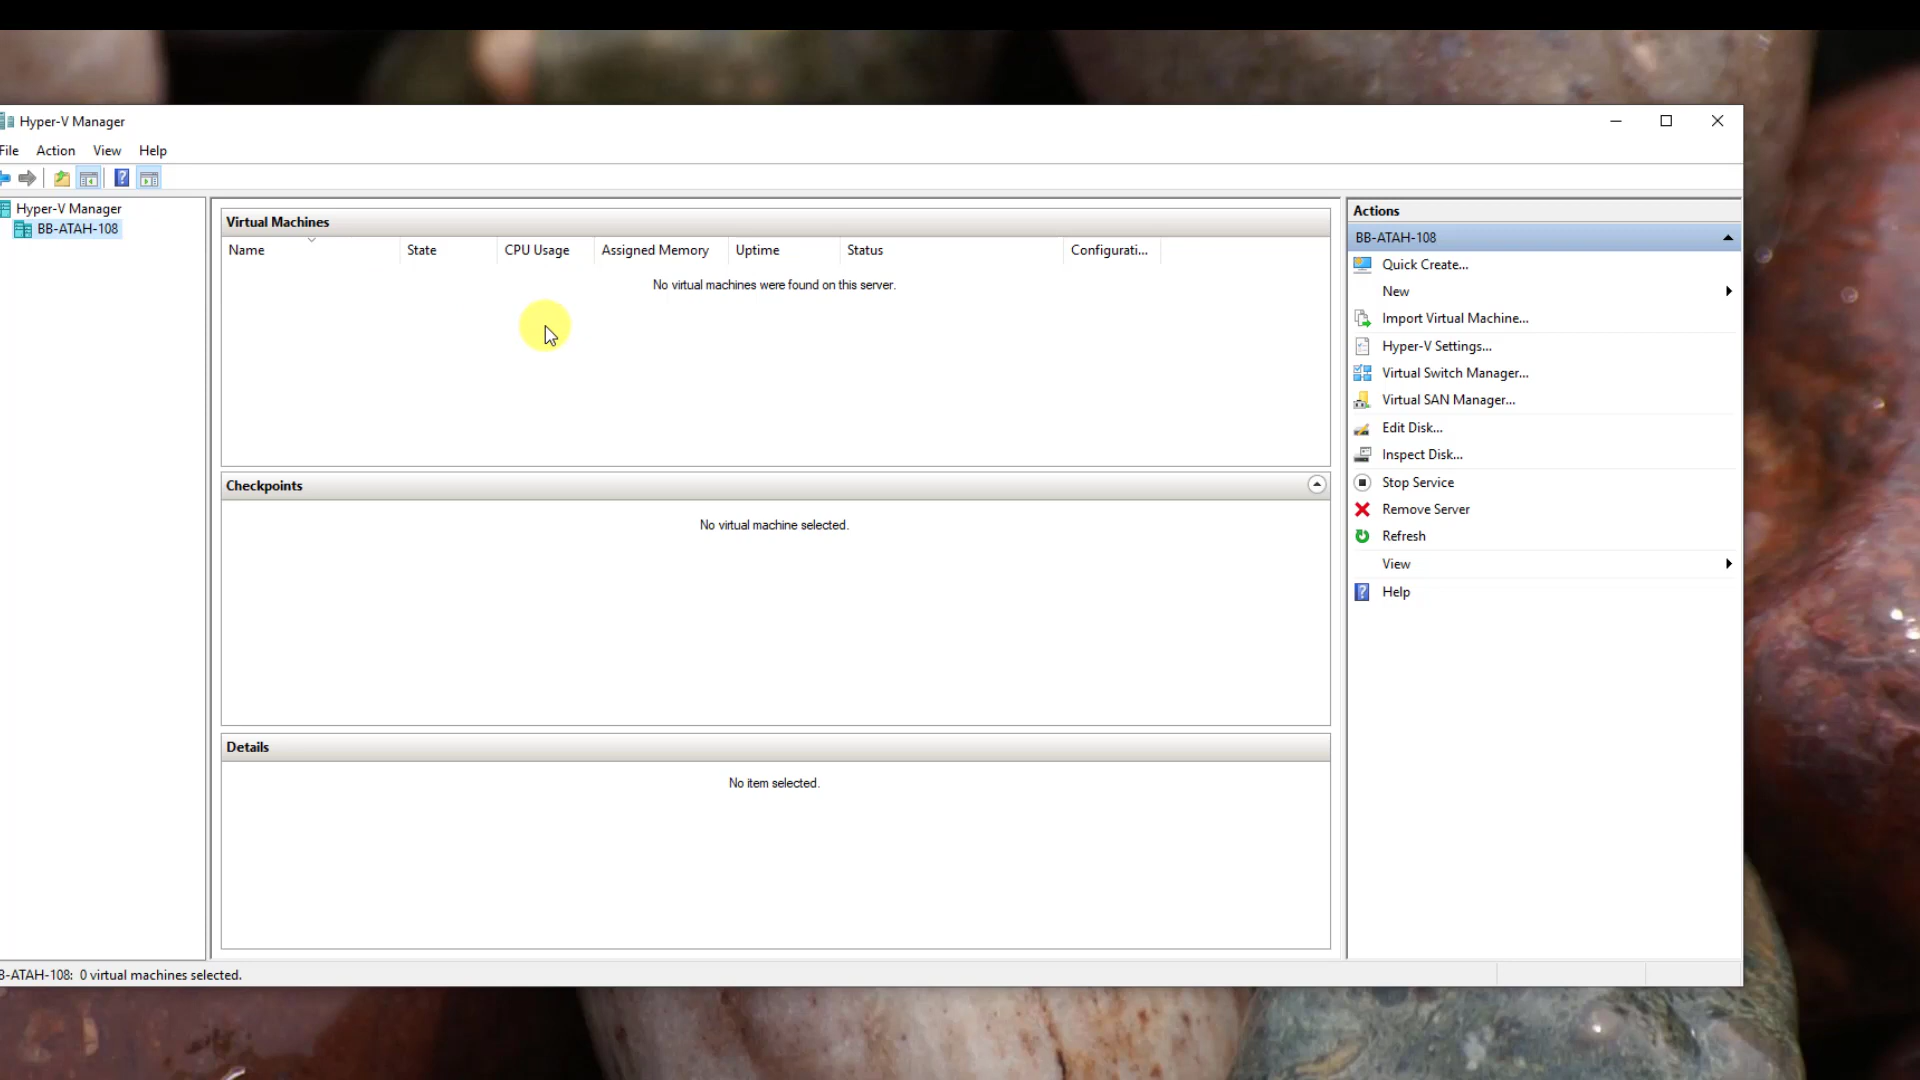 Hyper-V Manager
File Action View Help
Hyper-V Manager
BB-ATAH-108
Virtual Machines
Name State CPU Usage Assigned Memory Uptime Status Configurati...
No virtual machines were found on this server.
Checkpoints
No virtual machine selected.
Details
No item selected.
Actions
BB-ATAH-108
Quick Create...
New
Import Virtual Machine...
Hyper-V Settings...
Virtual Switch Manager...
Virtual SAN Manager...
Edit Disk...
Inspect Disk...
Stop Service
Remove Server
Refresh
View
Help
B-ATAH-108: 0 virtual machines selected.